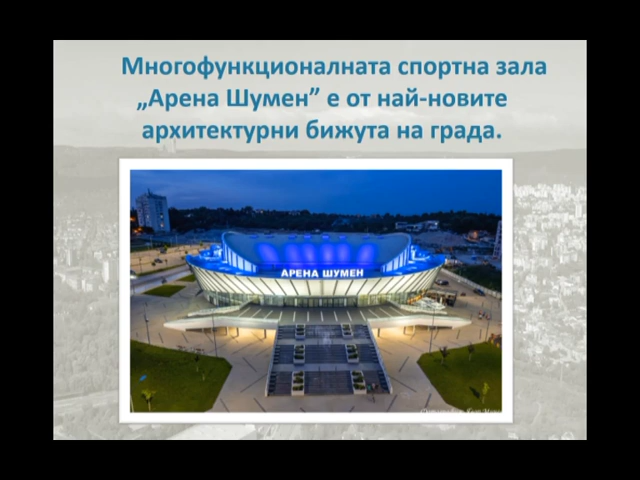 Многофункционалната спортна зала
„Арена Шумен” е от най-новите
архитектурни бижута на града.
АРЕНА ШУМЕН